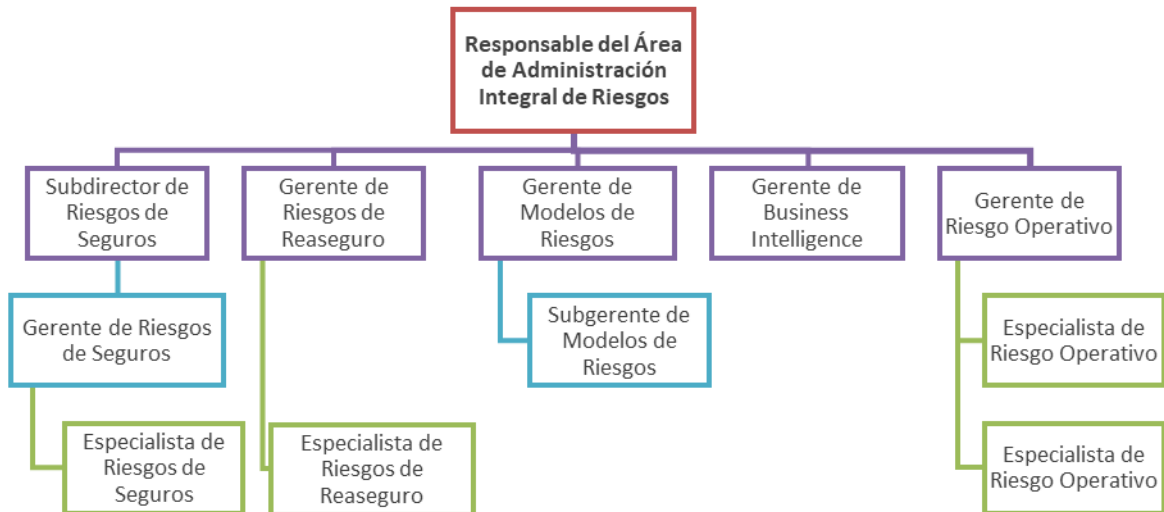 Responsable del Área
de Administración
Integral de Riesgos
Subdirector de
Riesgos de
Seguros
Gerente de
Riesgos de
Reaseguro
Gerente de
Modelos de
Riesgos
Gerente de
Business
Intelligence
Gerente de
Riesgo Operativo
Gerente de Riesgos
de Seguros
Subgerente de
Modelos de
Riesgos
Especialista de
Riesgo Operativo
Especialista de
Riesgos de
Seguros
Especialista de
Riesgos de
Reaseguro
Especialista de
Riesgo Operativo